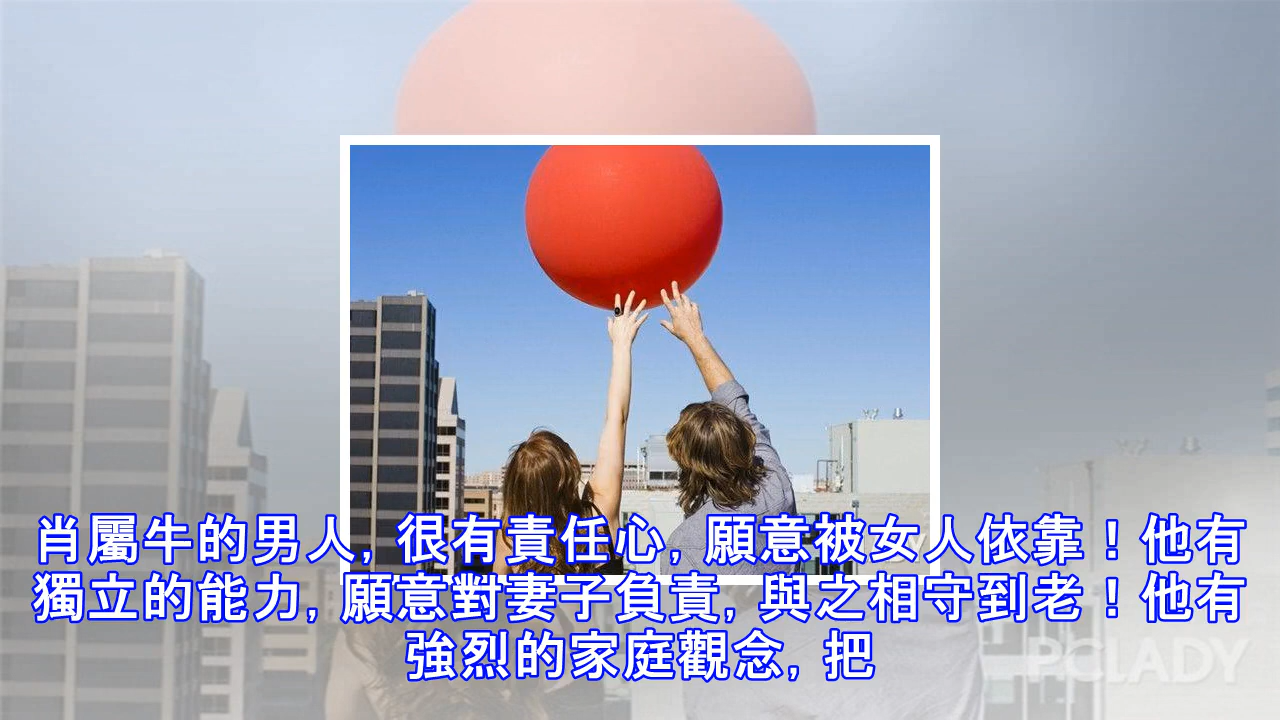 肖屬牛的男人, 很有責任心, 願意被女人依靠！他有
獨立的能力, 願意對妻子負責, 與之相守到老！他有
強烈的家庭觀念, 把
PCLADY